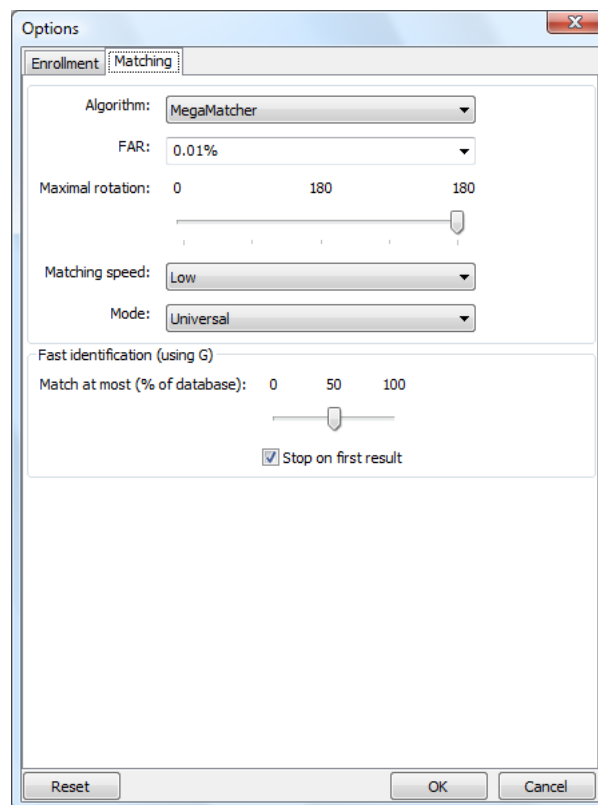 Options
Enrollment Matching
Algorithm: MegaMatcher
FAR: 0.01%
Maximal rotation: 0 180 180
Matching speed: Low
Mode: Universal
Fast identification (using G)
Match at most (% of database): 0 50 100
Stop on first result
Reset OK Cancel